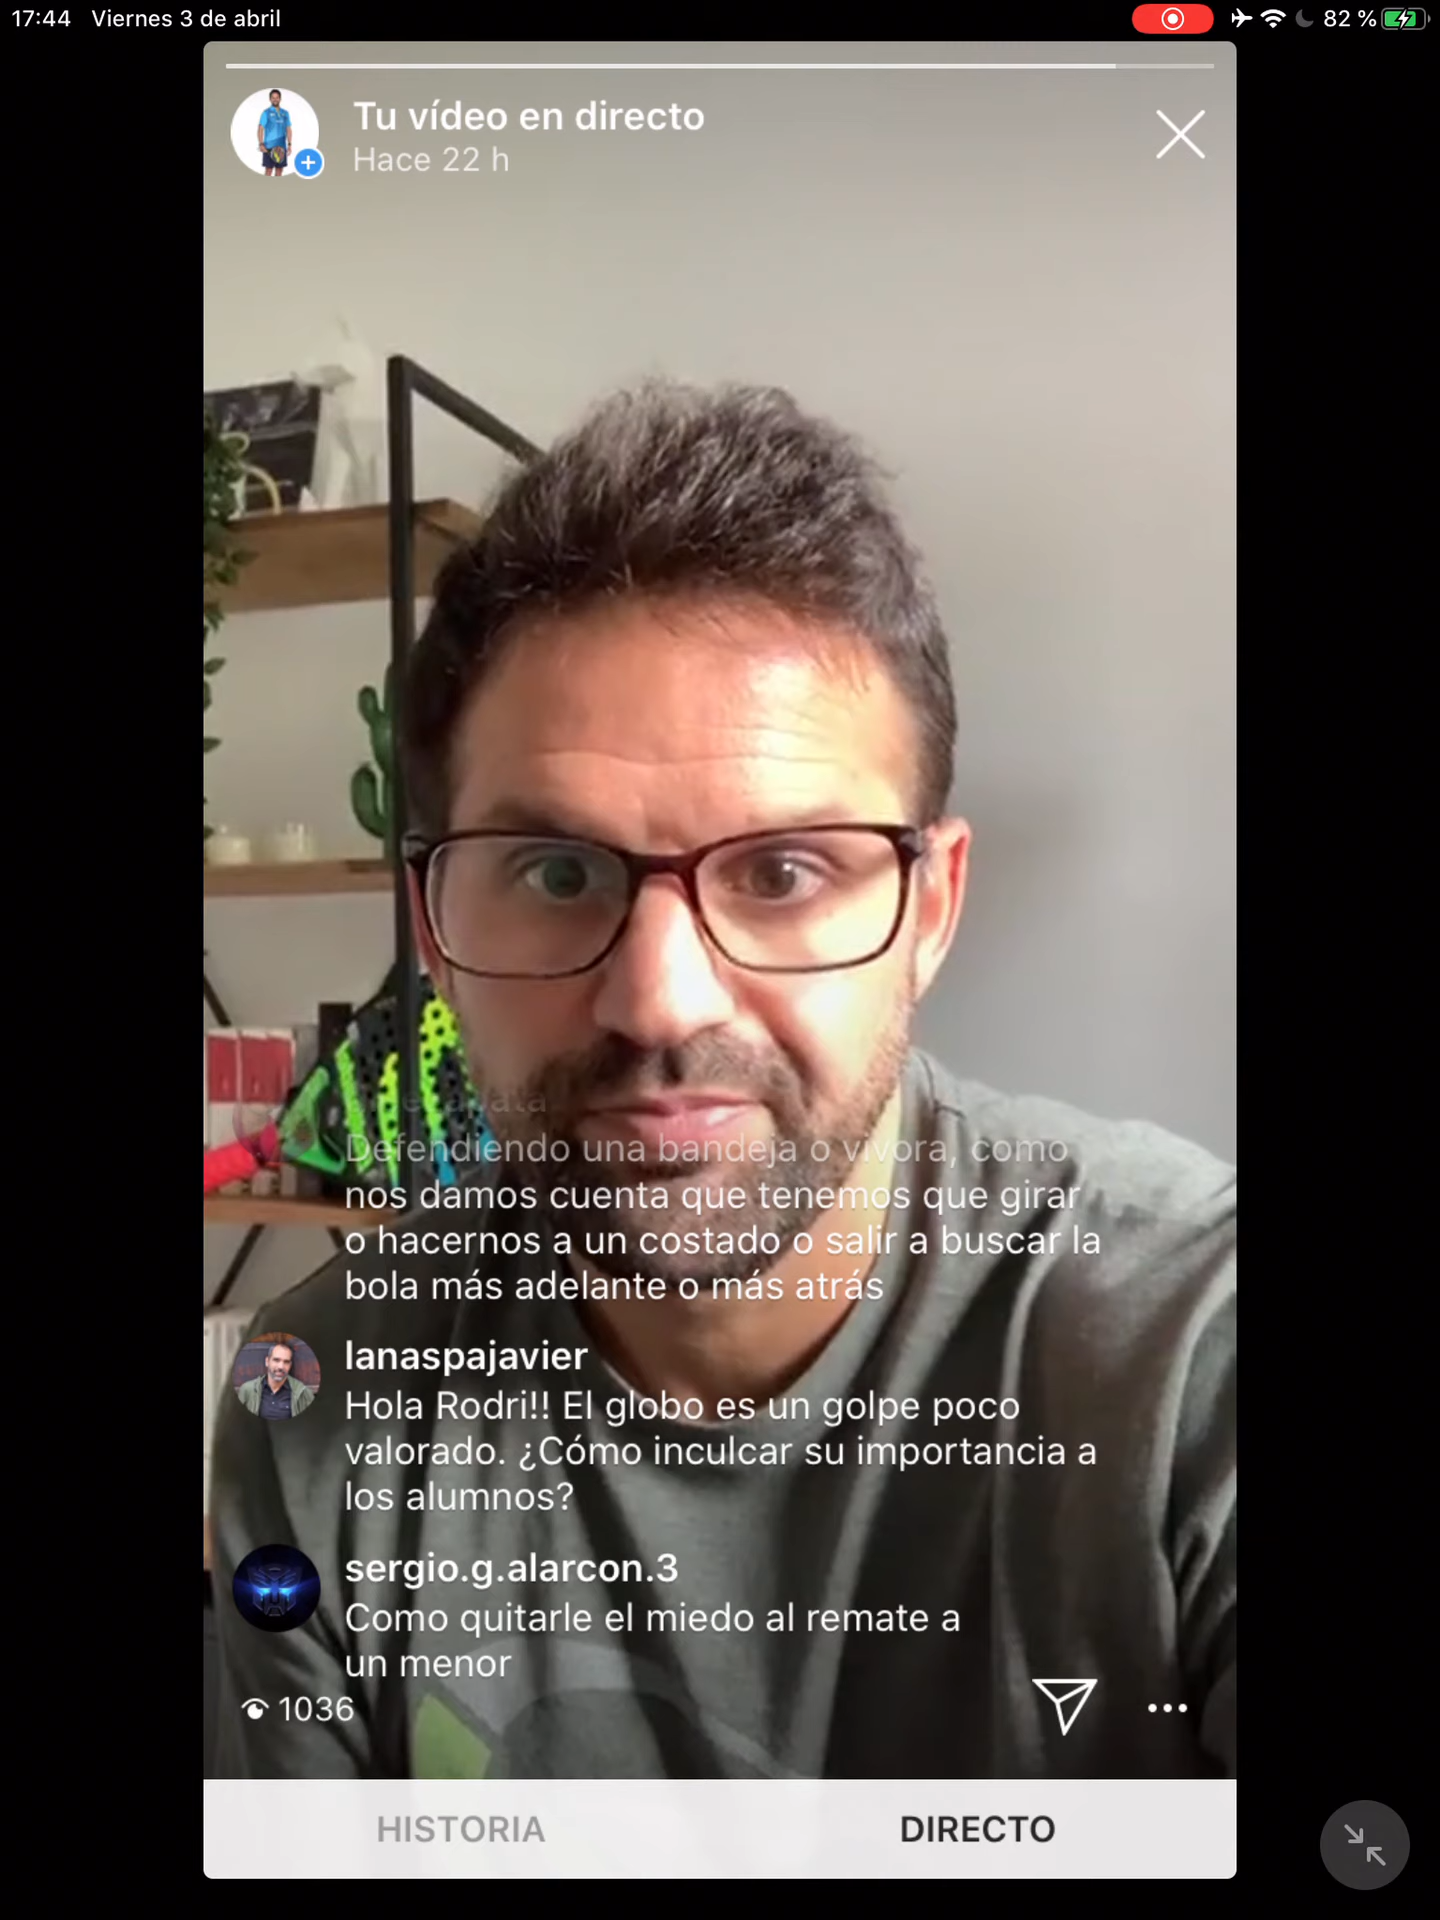 17:44 Viernes 3 de abril
82 %
Tu vídeo en directo
Hace 22 h
Defendiendo una bandeja o vivora, como
nos damos cuenta que tenemos que girar
o hacernos a un costado o salir a buscar la
bola más adelante o más atrás
lanaspajavier
Hola Rodri!! El globo es un golpe poco
valorado. ¿Cómo inculcar su importancia a
los alumnos?
sergio.g.alarcon.3
Como quitarle el miedo al remate a
un menor
1036
HISTORIA
DIRECTO